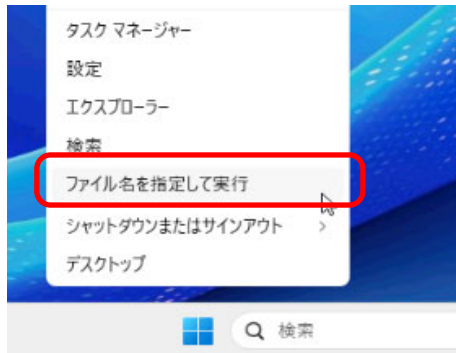 タスク マネージャー
設定
エクスプローラー
検索
ファイル名を指定して実行
シャットダウンまたはサインアウト
デスクトップ
検索